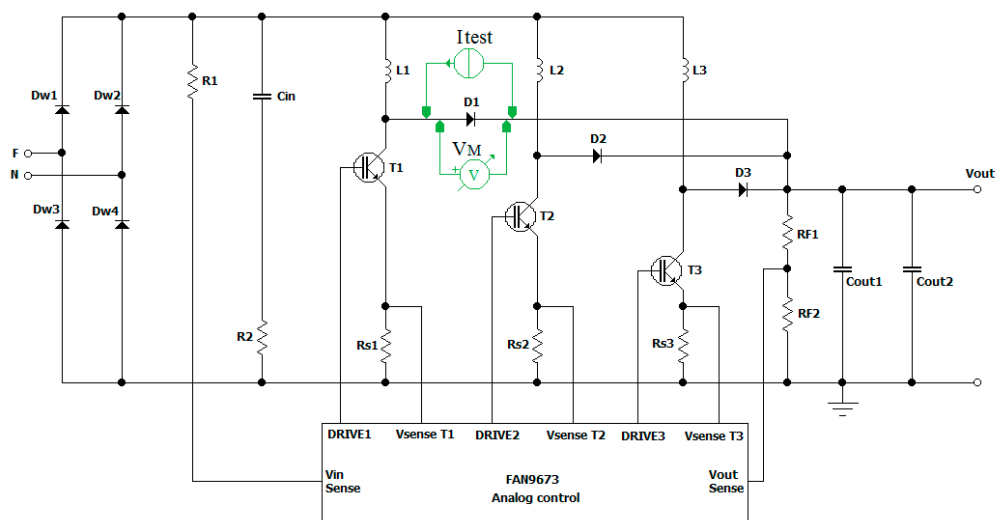 Itest
R1
L1
L2
L3
Dw1
Dw2
Cin
D1
F
D2
VM
N
T1
+
V
D3
Vout
Dw3
Dw4
T2
RF1
T3
Cout1
Cout2
R2
Rs1
Rs2
Rs3
RF2
DRIVE1
Vsense T1
DRIVE2
Vsense T2
DRIVE3
Vsense T3
Vin
Sense
FAN9673
Analog control
Vout
Sense